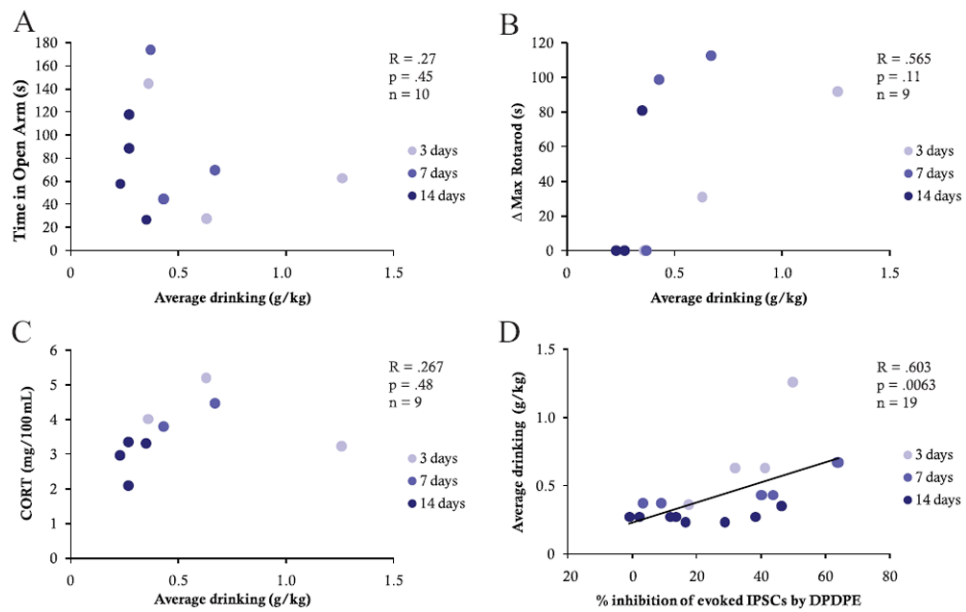 A
Time in Open Arm (s)
180
160
140
120
100
80
60
40
20
0
0
0.5
1.0
1.5
Average drinking (g/kg)
R = .27
p = .45
n = 10
3 days
7 days
14 days
B
Δ Max Rotarod (s)
120
100
80
60
40
20
0
0
0.5
1.0
1.5
Average drinking (g/kg)
R = .565
p = .11
n = 9
3 days
7 days
14 days
C
CORT (mg/100 mL)
6
5
4
3
2
1
0
0
0.5
1.0
1.5
Average drinking (g/kg)
R = .267
p = .48
n = 9
3 days
7 days
14 days
D
Average drinking (g/kg)
1.5
1.0
0.5
0
20
0
20
40
60
80
% inhibition of evoked IPSCs by DPDPE
R = .603
p = .0063
n = 19
3 days
7 days
14 days